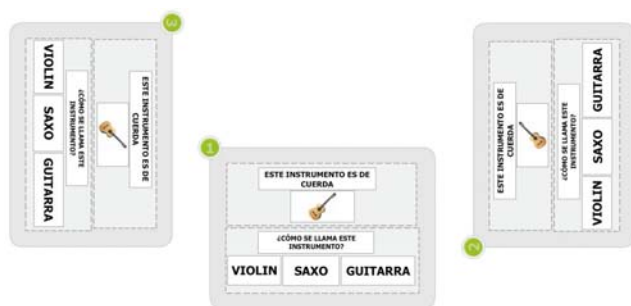 3
ESTE INSTRUMENTO ES DE
CUERDA
¿CÓMO SE LLAMA ESTE
INSTRUMENTO?
VIOLIN SAXO GUITARRA
1
ESTE INSTRUMENTO ES DE
CUERDA
¿CÓMO SE LLAMA ESTE
INSTRUMENTO?
VIOLIN SAXO GUITARRA
2
ESTE INSTRUMENTO ES DE
CUERDA
¿CÓMO SE LLAMA ESTE
INSTRUMENTO?
VIOLIN SAXO GUITARRA